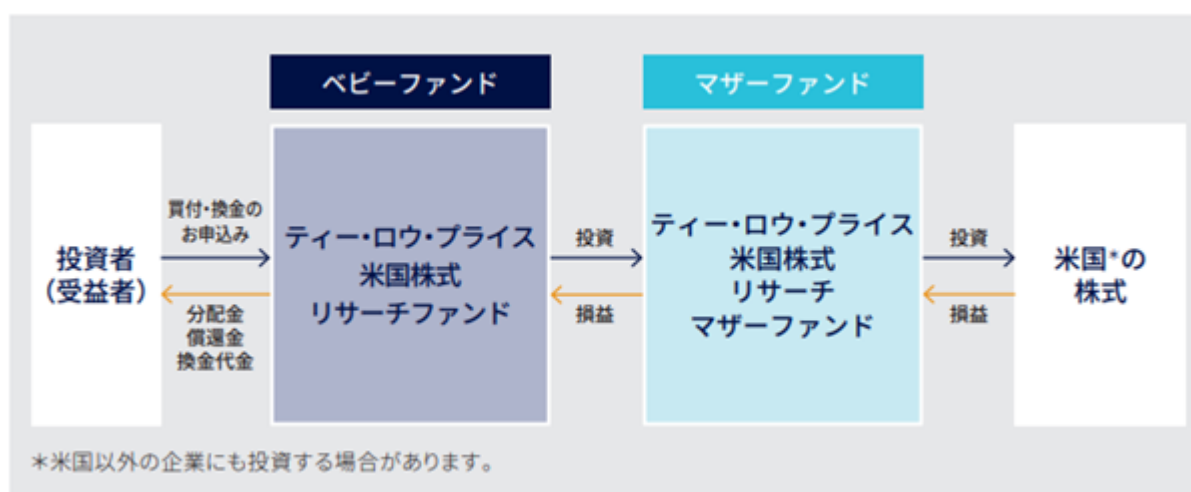 ベビーファンド
マザーファンド
投資者
（受益者）
買付・換金の
お申込み
分配金
償還金
換金代金
ティー・ロウ・プライス
米国株式
リサーチファンド
投資
損益
ティー・ロウ・プライス
米国株式
リサーチ
マザーファンド
投資
損益
米国*の
株式
＊米国以外の企業にも投資する場合があります。